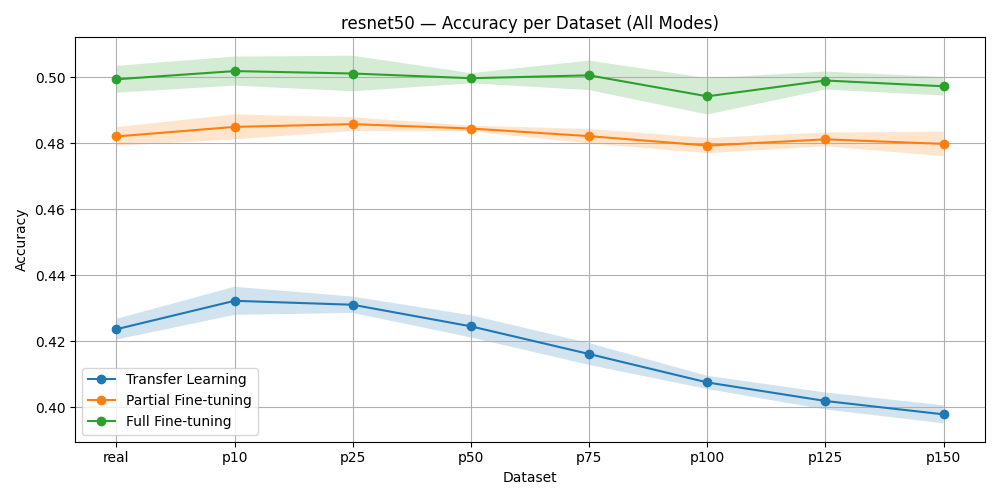 resnet50 — Accuracy per Dataset (All Modes)
Accuracy
0.50
0.48
0.46
0.44
0.42
0.40
Transfer Learning
Partial Fine-tuning
Full Fine-tuning
real p10 p25 p50 p75 p100 p125 p150
Dataset